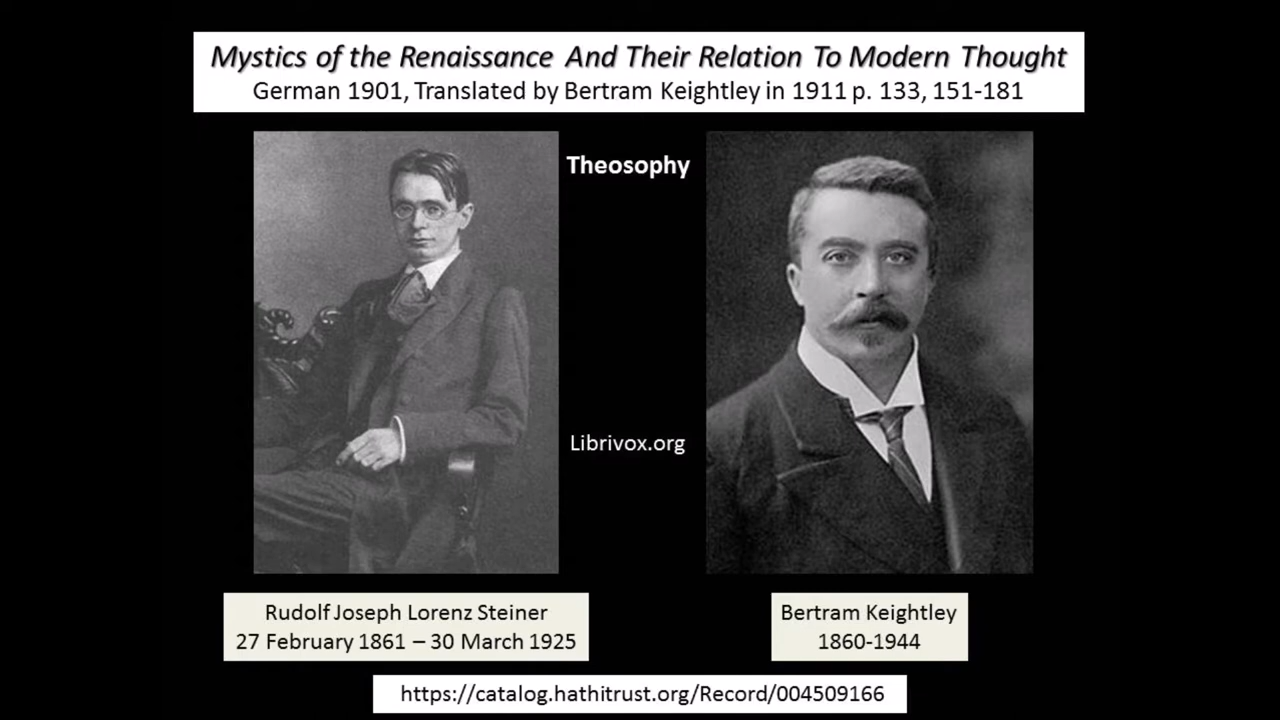 Mystics of the Renaissance And Their Relation To Modern Thought
German 1901, Translated by Bertram Keightley in 1911 p. 133, 151-181
Theosophy
Librivox.org
Rudolf Joseph Lorenz Steiner
27 February 1861 – 30 March 1925
Bertram Keightley
1860-1944
https://catalog.hathitrust.org/Record/004509166